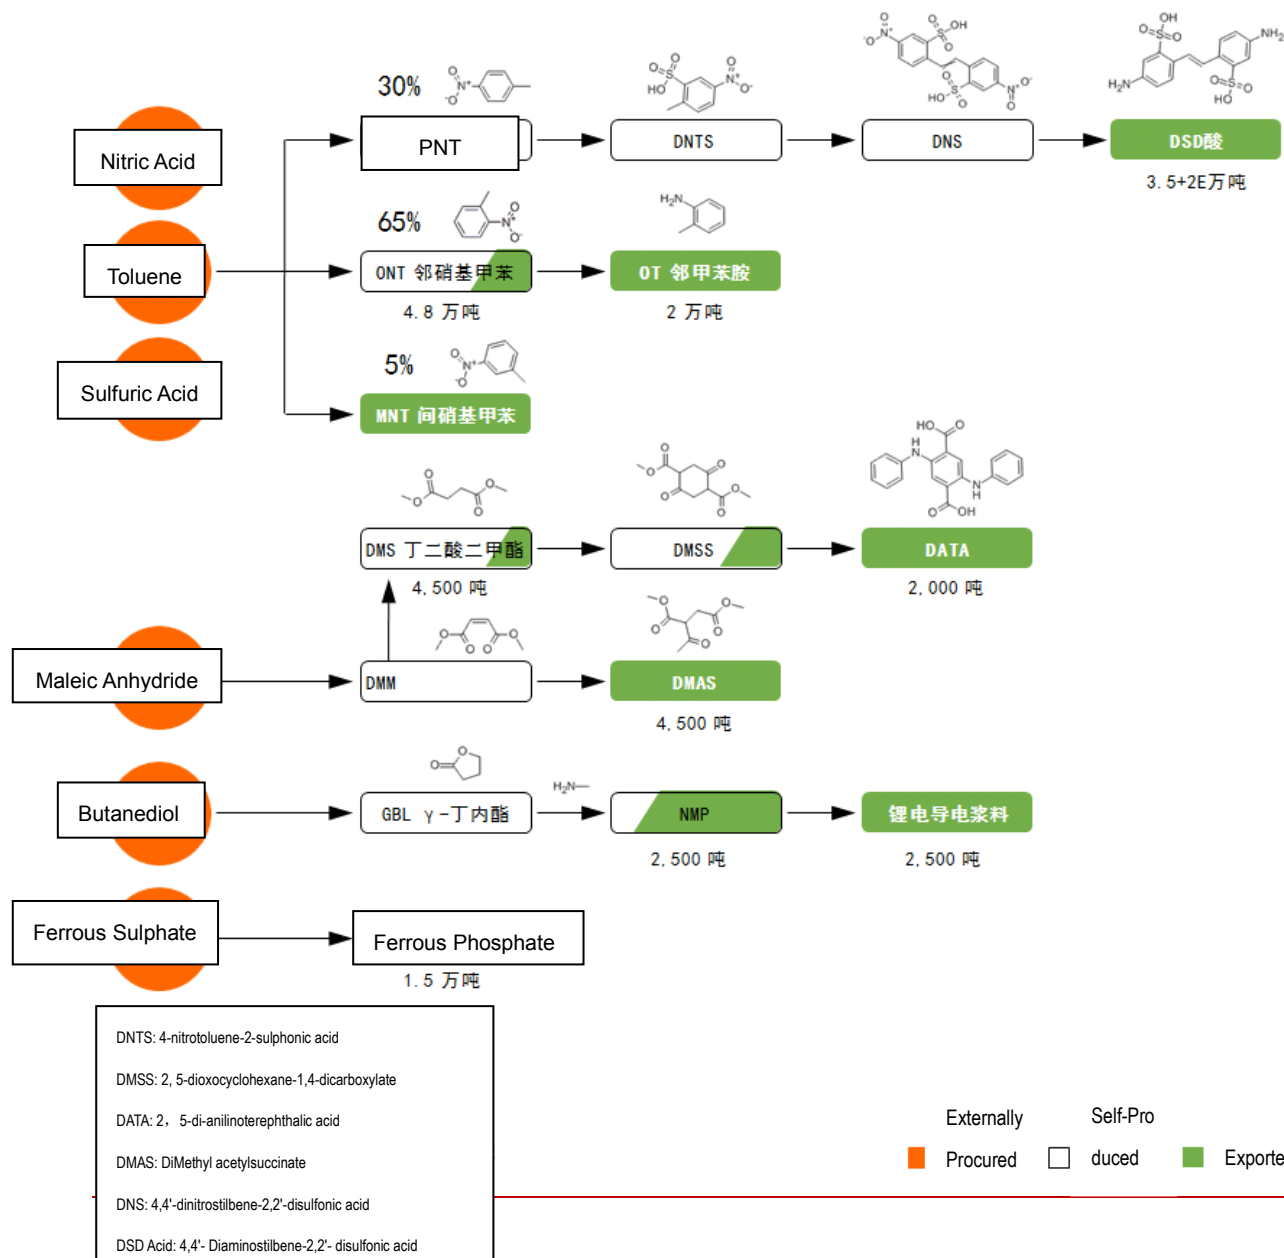 30%
Nitric Acid
PNT
DNTS
DNS
DSD酸
3.5+2E万吨
65%
Toluene
ONT 邻硝基甲苯
OT 邻甲苯胺
4.8 万吨
2 万吨
5%
Sulfuric Acid
MNT 间硝基甲苯
DMS 丁二酸二甲酯
DMSS
DATA
4,500 吨
2,000 吨
Maleic Anhydride
DMM
DMAS
4,500 吨
H₂N
Butanediol
GBL γ-丁内酯
NMP
锂电导电浆料
2,500 吨
2,500 吨
Ferrous Sulphate
Ferrous Phosphate
1.5 万吨
DNTS: 4-nitrotoluene-2-sulphonic acid
DMSS: 2, 5-dioxocyclohexane-1,4-dicarboxylate
DATA: 2， 5-di-anilinoterephthalic acid
DMAS: DiMethyl acetylsuccinate
DNS: 4,4'-dinitrostilbene-2,2'-disulfonic acid
DSD Acid: 4,4'- Diaminostilbene-2,2'- disulfonic acid
Externally Procured
Self-Produced
Exporte